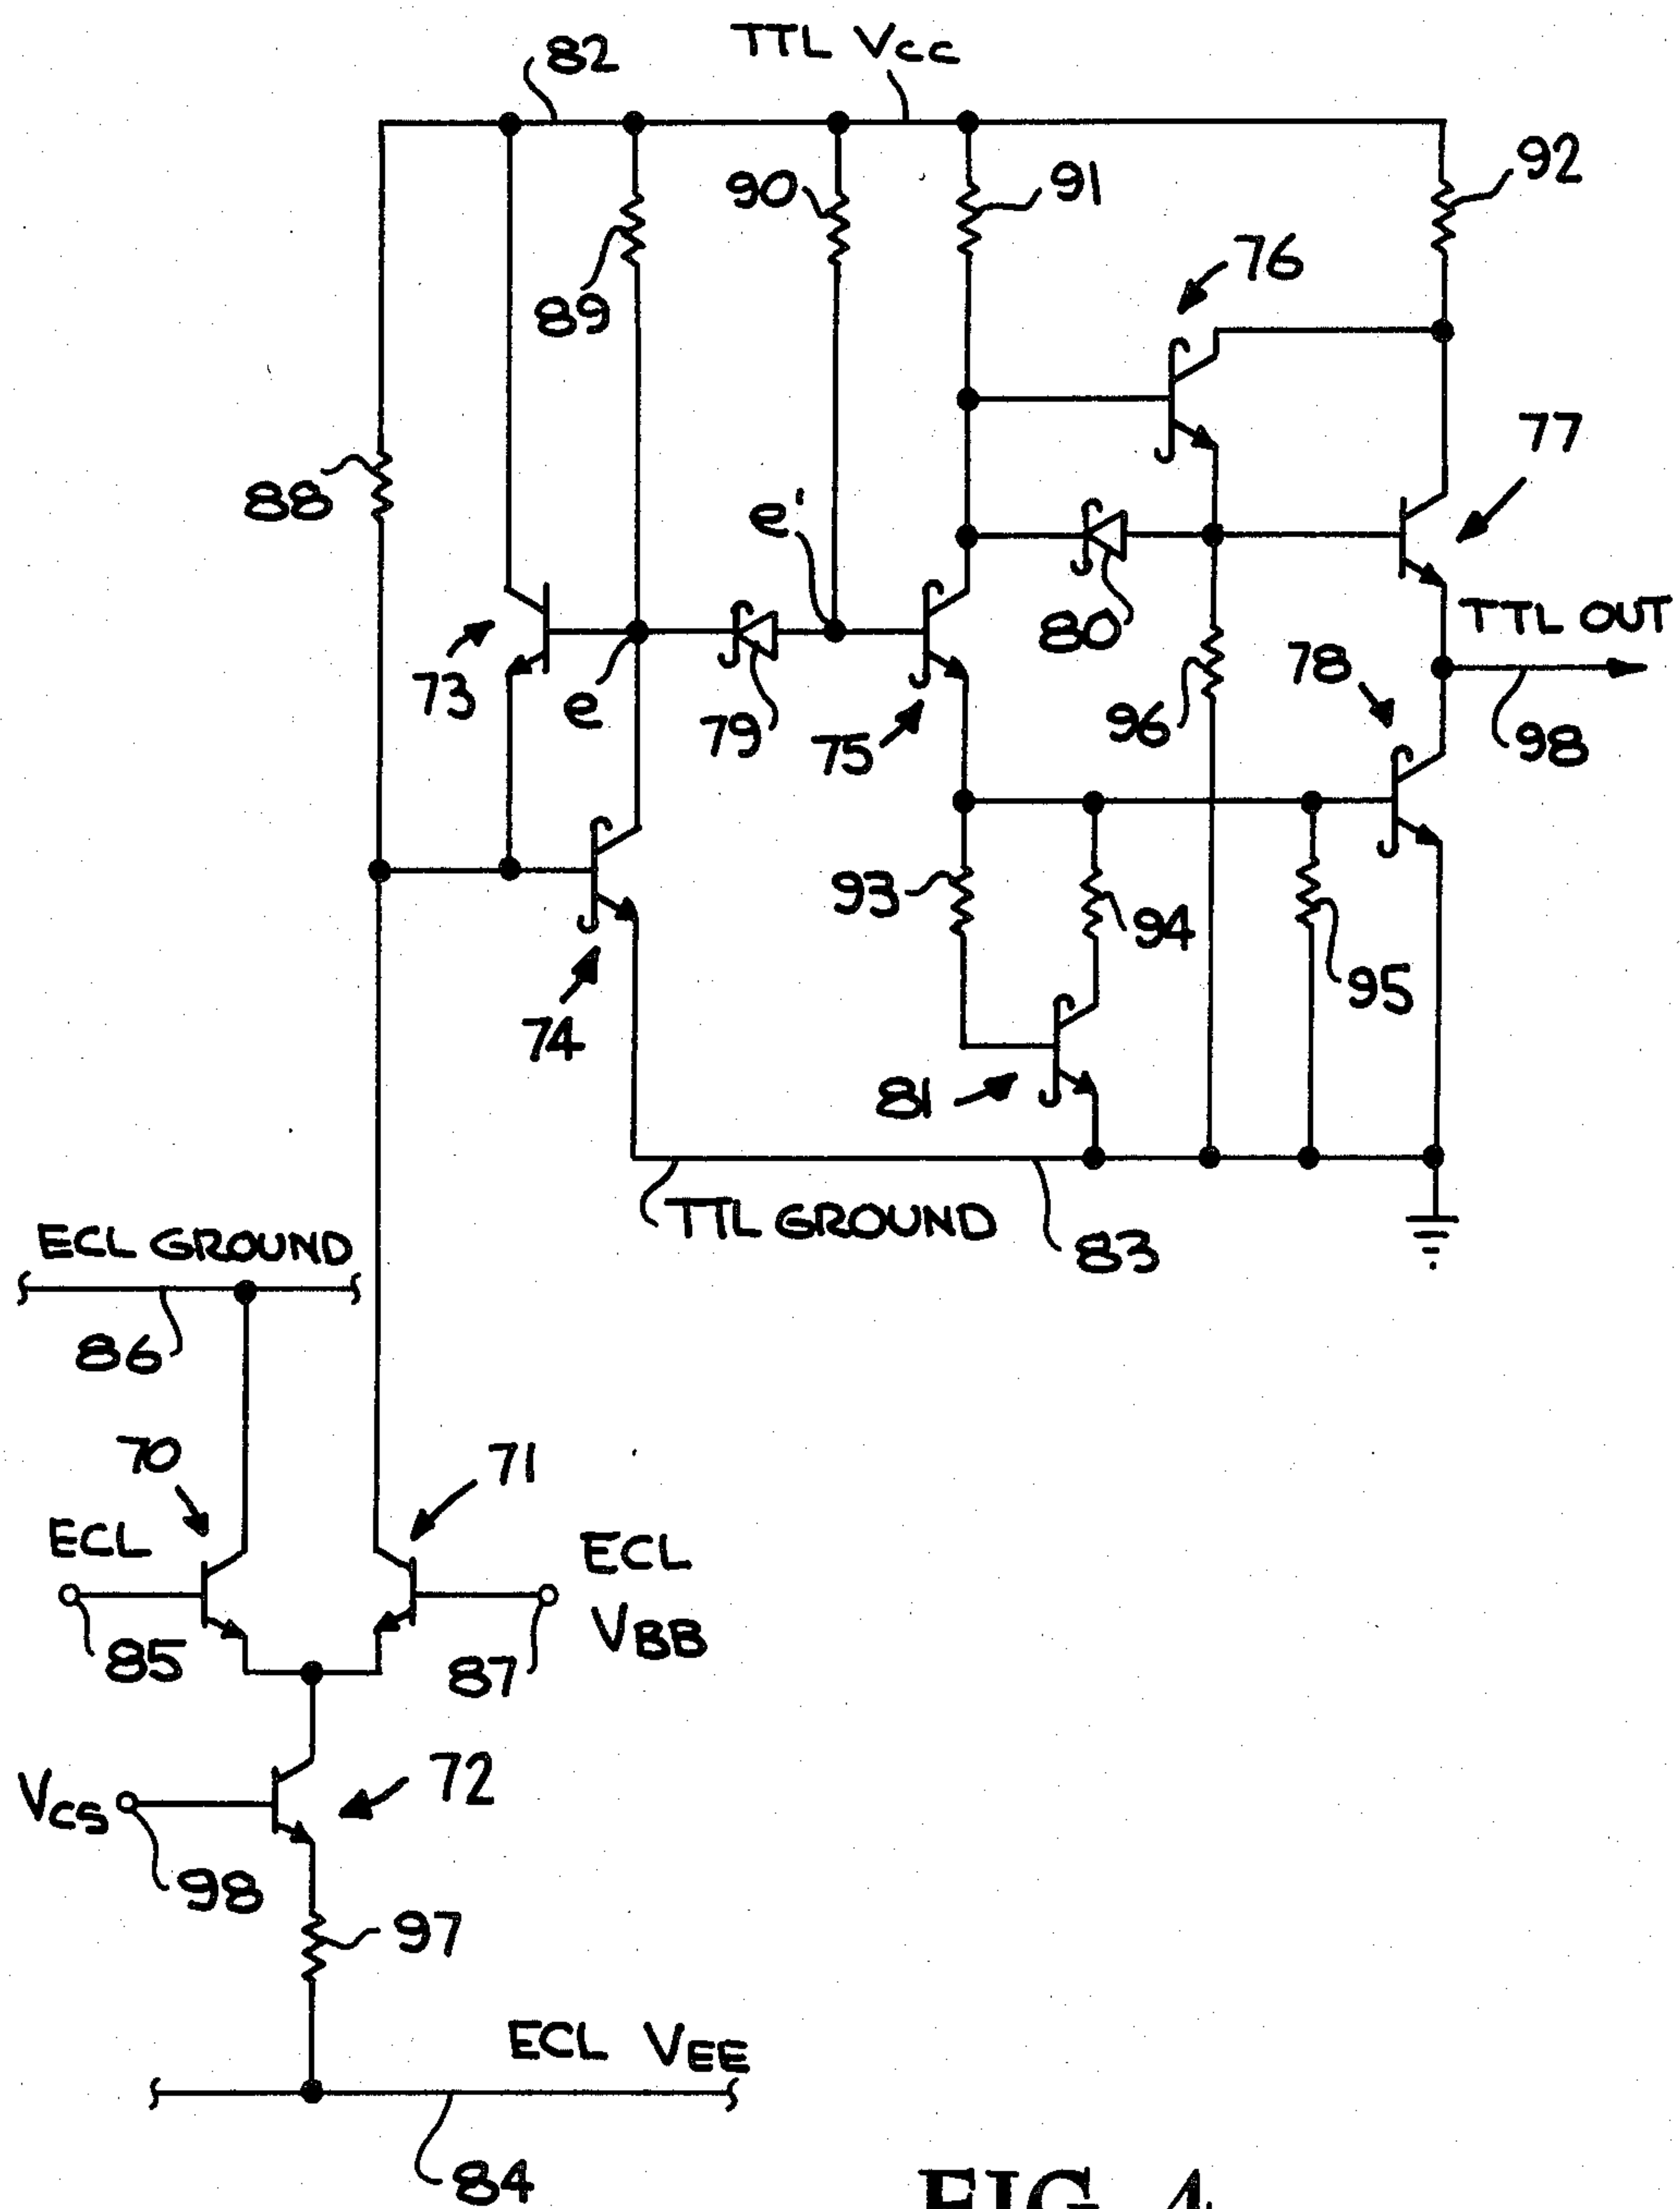 82
TTL VCC
92
90
91
76
89
77
88
e'
TTL OUT
80
78
73
e
79
75
96
98
93
94
95
74
81
TTL GROUND
83
ECL GROUND
86
70
71
ECL
ECL
VBB
85
87
72
VCS
98
97
ECL VEE
84
FIG. 4